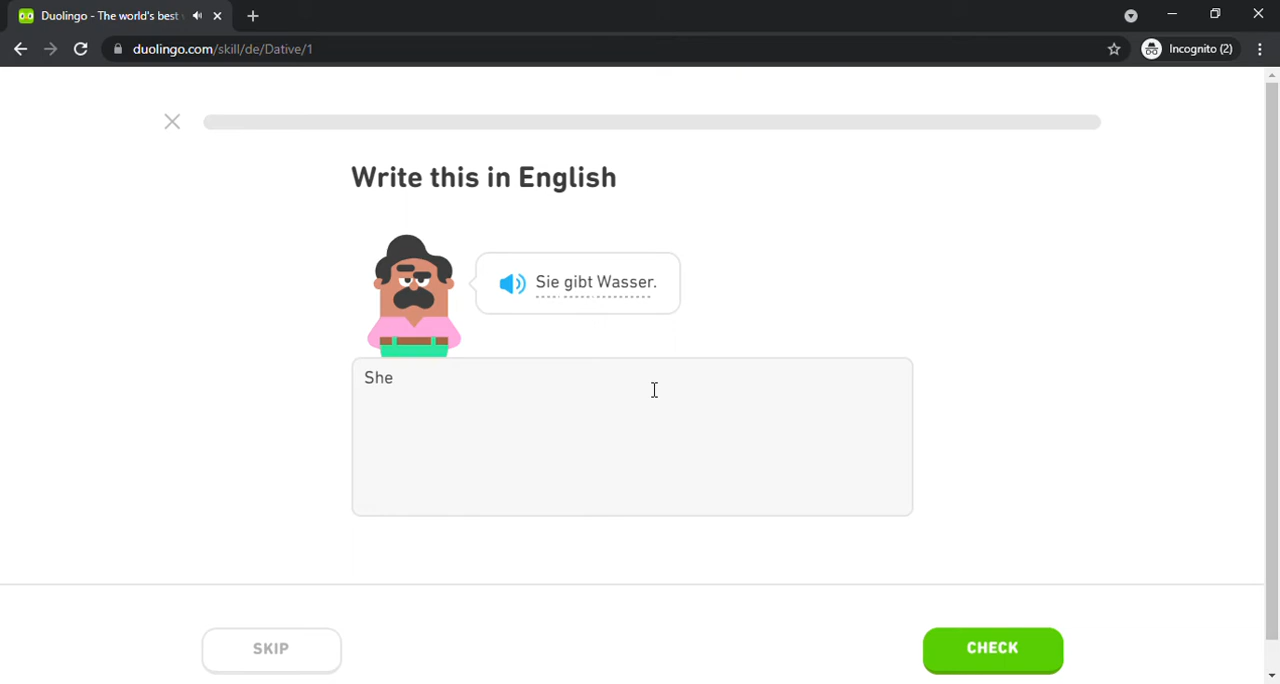 Duolingo - The world's best
duolingo.com/skill/de/Dative/1
Incognito (2)
Write this in English
Sie gibt Wasser.
She
SKIP
CHECK